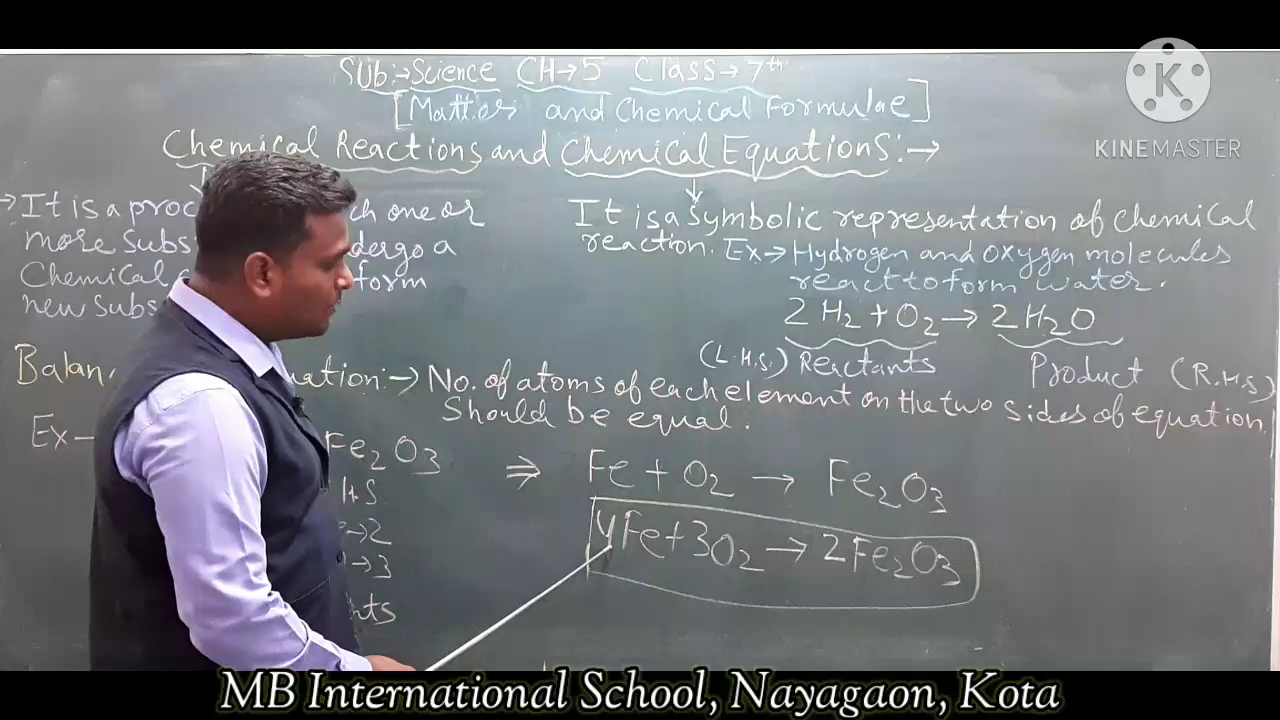 Sub:- Science CH→5 Class→7th
[Matter and Chemical Formulae]
KINEMASTER
Chemical Reactions and Chemical Equations:→
→ It is a one or
more Subs a
Chemical form
new Subs
It is a Symbolic representation of Chemical
reaction. Ex→ Hydrogen and Oxygen molecules
react to form water.
2H₂ + O₂ → 2H₂O
(L.H.S.) Reactants Product (R.H.S)
Balan :→ No. of atoms of each element on the two sides of equation
Should be equal.
Ex- Fe₂O₃ ⇒ Fe + O₂ → Fe₂O₃
H.S
→2
→3
4Fe + 3O₂ → 2Fe₂O₃
MB International School, Nayagaon, Kota